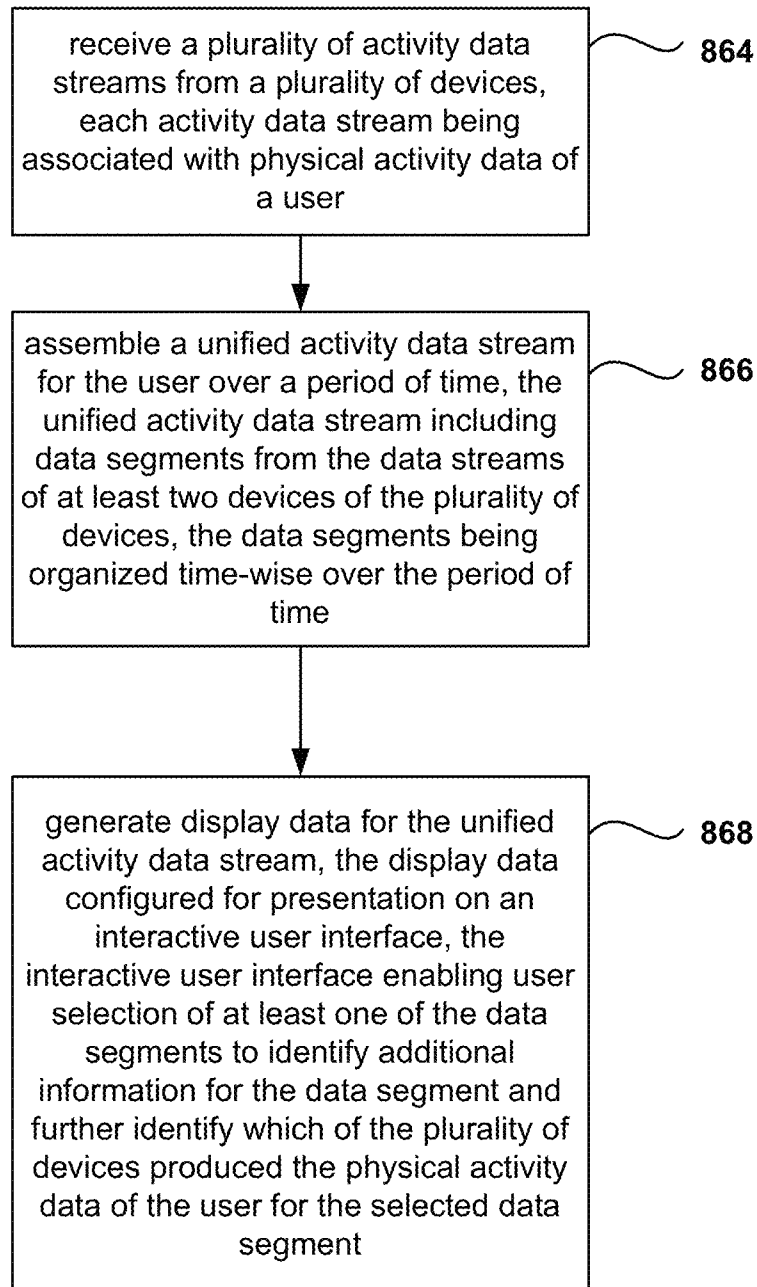 receive a plurality of activity data
streams from a plurality of devices,
each activity data stream being
associated with physical activity data of
a user
864
assemble a unified activity data stream
for the user over a period of time, the
unified activity data stream including
data segments from the data streams
of at least two devices of the plurality of
devices, the data segments being
organized time-wise over the period of
time
866
generate display data for the unified
activity data stream, the display data
configured for presentation on an
interactive user interface, the
interactive user interface enabling user
selection of at least one of the data
segments to identify additional
information for the data segment and
further identify which of the plurality of
devices produced the physical activity
data of the user for the selected data
segment
868